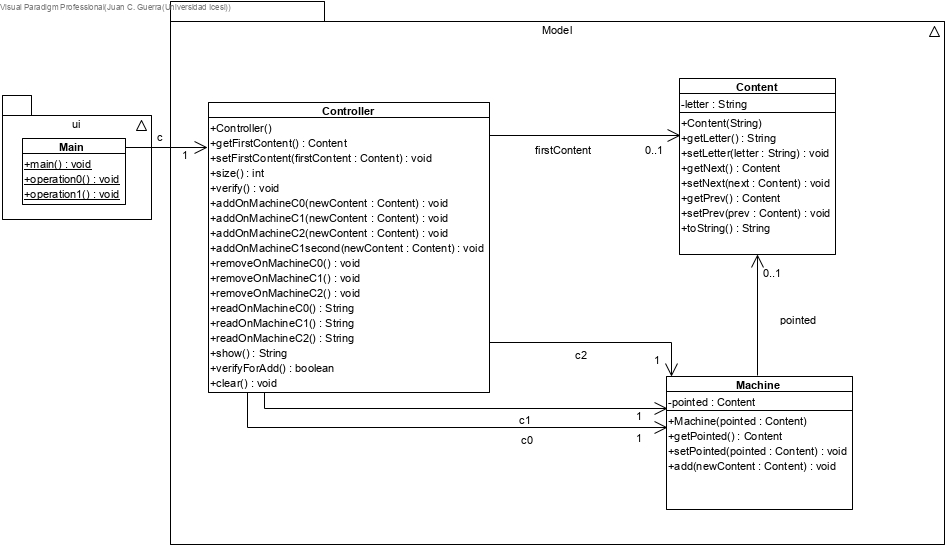 Visual Paradigm Professional(Juan C. Guerra(Universidad Icesi))
Model
ui
Main
+main() : void
+operation0() : void
+operation1() : void
c
1
Controller
+Controller()
+getFirstContent() : Content
+setFirstContent(firstContent : Content) : void
+size() : int
+verify() : void
+addOnMachineC0(newContent : Content) : void
+addOnMachineC1(newContent : Content) : void
+addOnMachineC2(newContent : Content) : void
+addOnMachineC1second(newContent : Content) : void
+removeOnMachineC0() : void
+removeOnMachineC1() : void
+removeOnMachineC2() : void
+readOnMachineC0() : String
+readOnMachineC1() : String
+readOnMachineC2() : String
+show() : String
+verifyForAdd() : boolean
+clear() : void
firstContent
0..1
Content
-letter : String
+Content(String)
+getLetter() : String
+setLetter(letter : String) : void
+getNext() : Content
+setNext(next : Content) : void
+getPrev() : Content
+setPrev(prev : Content) : void
+toString() : String
0..1
pointed
c2
1
c1
1
c0
1
Machine
-pointed : Content
+Machine(pointed : Content)
+getPointed() : Content
+setPointed(pointed : Content) : void
+add(newContent : Content) : void